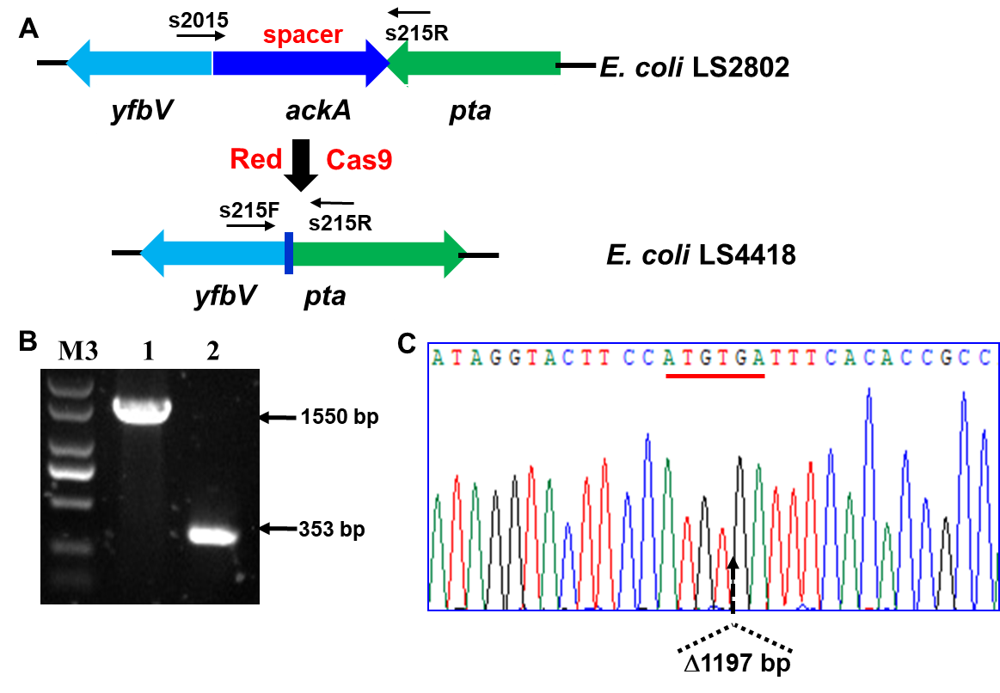 A
s2015
spacer
s215R
E. coli LS2802
yfbV
ackA
pta
Red
Cas9
s215F
s215R
E. coli LS4418
yfbV
pta
B
M3 1 2
1550 bp
353 bp
C
ATAGGTACTTCCATGTGATTTCACACCGCC
Δ1197 bp